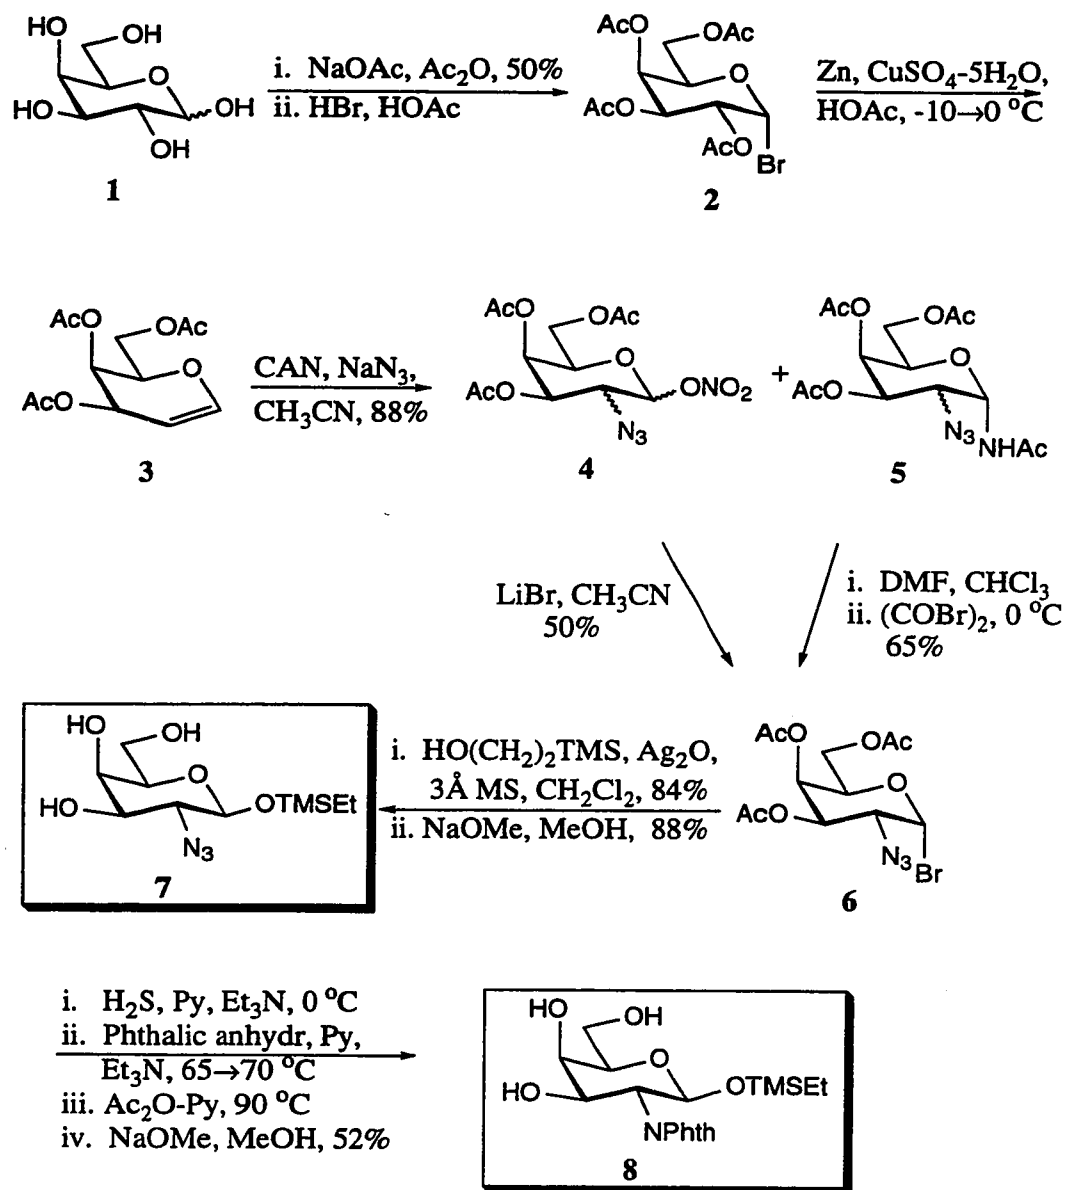 HO
OH
O
HO
OH
OH
1
i. NaOAc, Ac₂O, 50%
ii. HBr, HOAc
AcO
OAc
O
AcO
AcO
Br
2
Zn, CuSO₄-5H₂O,
HOAc, -10→0 °C
AcO
OAc
O
AcO
3
CAN, NaN₃,
CH₃CN, 88%
AcO
OAc
O
AcO
ONO₂
N₃
4
+
AcO
OAc
O
AcO
N₃
NHAc
5
LiBr, CH₃CN
50%
i. DMF, CHCl₃
ii. (COBr)₂, 0 °C
65%
HO
OH
O
HO
OTMSEt
N₃
7
i. HO(CH₂)₂TMS, Ag₂O,
3Å MS, CH₂Cl₂, 84%
ii. NaOMe, MeOH, 88%
AcO
OAc
O
AcO
N₃
Br
6
i. H₂S, Py, Et₃N, 0 °C
ii. Phthalic anhydr, Py,
Et₃N, 65→70 °C
iii. Ac₂O-Py, 90 °C
iv. NaOMe, MeOH, 52%
HO
OH
O
HO
OTMSEt
NPhth
8